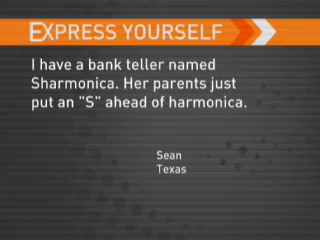 EXPRESS YOURSELF
I have a bank teller named
Sharmonica. Her parents just
put an "S" ahead of harmonica.
Sean
Texas